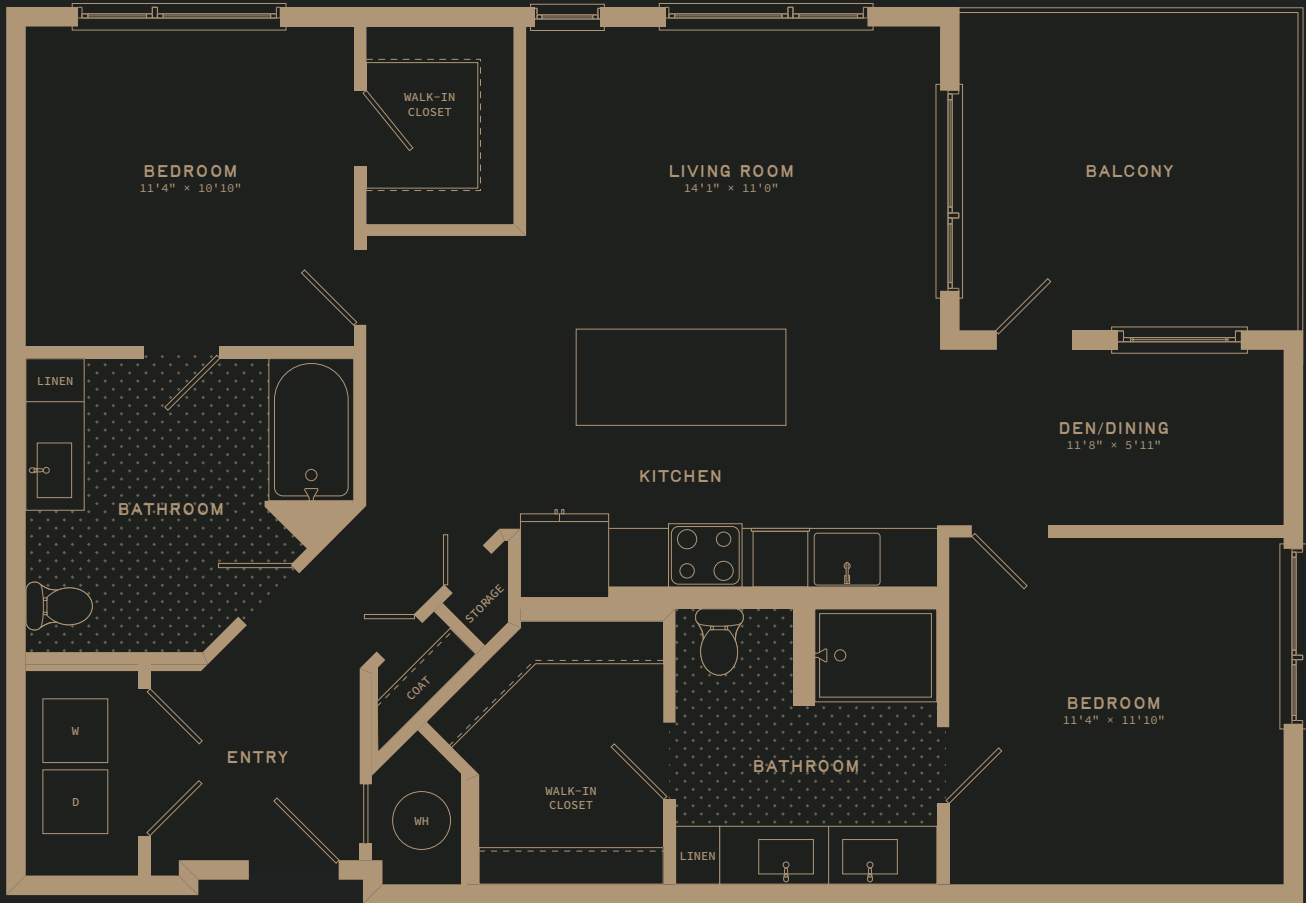 WALK-IN
CLOSET
BEDROOM
11'4" × 10'10"
LIVING ROOM
14'1" × 11'0"
BALCONY
LINEN
DEN/DINING
11'8" × 5'11"
KITCHEN
BATHROOM
STORAGE
COAT
BEDROOM
11'4" × 11'10"
W
ENTRY
BATHROOM
WALK-IN
CLOSET
D
WH
LINEN